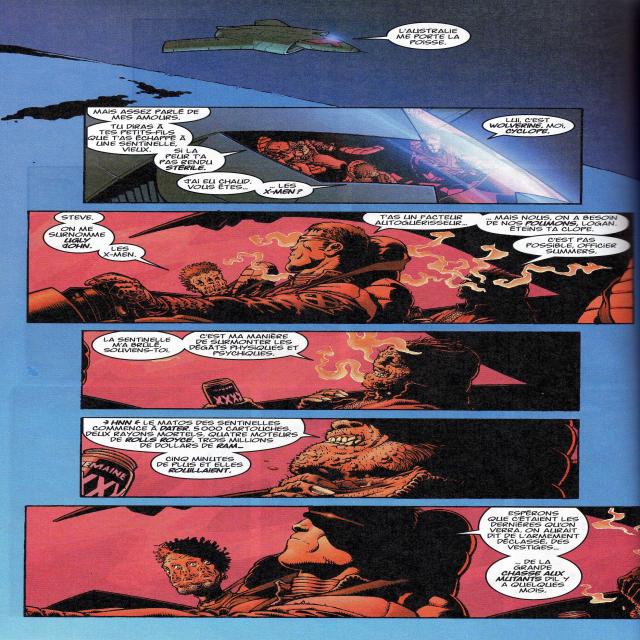 L'AUSTRALIE
ME PORTE LA
POISSE.
MAIS ASSEZ PARLÉ DE
MES AMOURS.
TU DIRAS À
TES PETITS-FILS
QUE T'AS ÉCHAPPÉ À
UNE SENTINELLE,
VIEUX.
SI LA
PEUR T'A
PAS RENDU
STÉRILE.
J'AI EU CHAUD.
VOUS ÊTES...
... LES
X-MEN ?
LUI, C'EST
WOLVERINE, MOI,
CYCLOPE.
STEVE,
ON ME
SURNOMME
UGLY
JOHN.
LES
X-MEN.
T'AS UN FACTEUR
AUTOGUÉRISSEUR...
... MAIS NOUS, ON A BESOIN
DE NOS POUMONS, LOGAN.
ÉTEINS TA CLOPE.
C'EST PAS
POSSIBLE, OFFICIER
SUMMERS.
LA SENTINELLE
M'A BRÛLÉ,
SOUVIENS-TOI.
C'EST MA MANIÈRE
DE SURMONTER LES
DÉGÂTS PHYSIQUES ET
PSYCHIQUES.
XXX
HNN LE MATOS DES SENTINELLES
COMMENCE À DATER. 5 000 CARTOUCHES,
DEUX RAYONS MORTELS, QUATRE MOTEURS
DE ROLLS ROYCE, TROIS MILLIONS
DE DOLLARS DE RAM...
CINQ MINUTES
DE PLUS ET ELLES
ROUILLAIENT.
EMAINE
XXX
ESPÉRONS
QUE C'ÉTAIENT LES
DERNIÈRES QU'ON
VERRA. ON AURAIT
DIT DE L'ARMEMENT
DÉCLASSÉ, DES
VESTIGES...
... DE LA
GRANDE
CHASSE AUX
MUTANTS D'IL Y
A QUELQUES
MOIS.